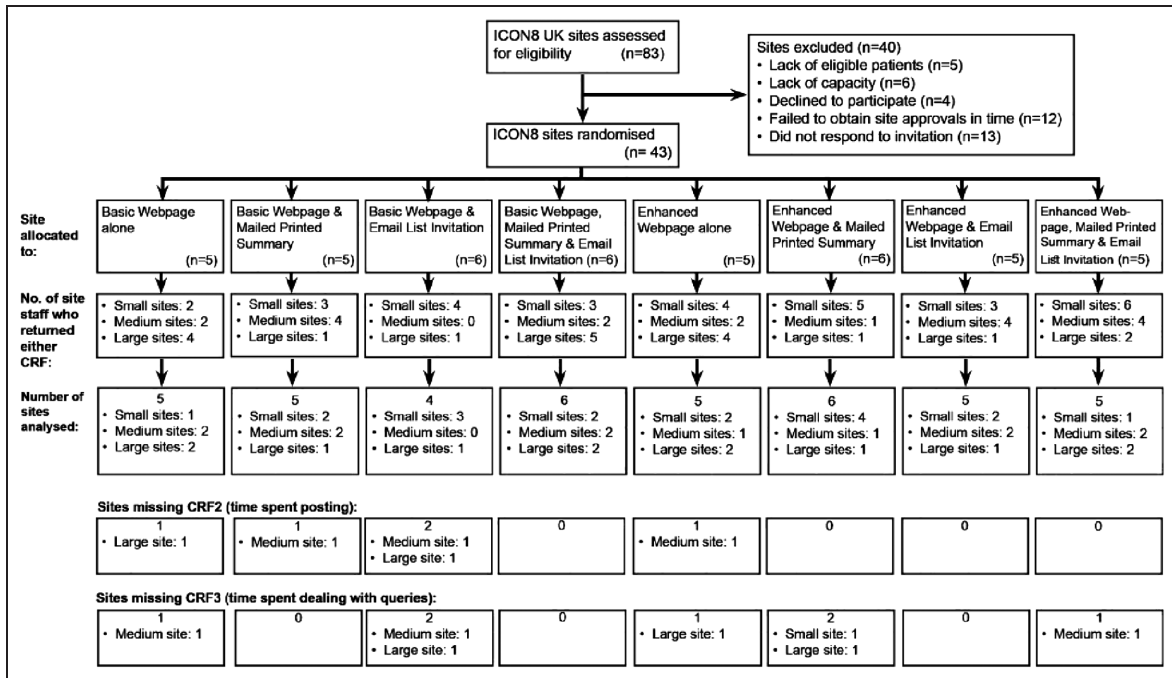 ICON8 UK sites assessed
for eligibility (n=83)
Sites excluded (n=40)
• Lack of eligible patients (n=5)
• Lack of capacity (n=6)
• Declined to participate (n=4)
• Failed to obtain site approvals in time (n=12)
• Did not respond to invitation (n=13)
ICON8 sites randomised
(n= 43)
Site
allocated
to:
Basic Webpage
alone
(n=5)
Basic Webpage &
Mailed Printed
Summary
(n=5)
Basic Webpage &
Email List Invitation
(n=6)
Basic Webpage,
Mailed Printed
Summary & Email
List Invitation (n=6)
Enhanced
Webpage alone
(n=5)
Enhanced
Webpage & Mailed
Printed Summary
(n=6)
Enhanced
Webpage & Email
List Invitation
(n=5)
Enhanced Web-
page, Mailed Printed
Summary & Email
List Invitation (n=5)
No. of site
staff who
returned
either
CRF:
• Small sites: 2
• Medium sites: 2
• Large sites: 4
• Small sites: 3
• Medium sites: 4
• Large sites: 1
• Small sites: 4
• Medium sites: 0
• Large sites: 1
• Small sites: 3
• Medium sites: 2
• Large sites: 5
• Small sites: 4
• Medium sites: 2
• Large sites: 4
• Small sites: 5
• Medium sites: 1
• Large sites: 1
• Small sites: 3
• Medium sites: 4
• Large sites: 1
• Small sites: 6
• Medium sites: 4
• Large sites: 2
Number of
sites
analysed:
5
• Small sites: 1
• Medium sites: 2
• Large sites: 2
5
• Small sites: 2
• Medium sites: 2
• Large sites: 1
4
• Small sites: 3
• Medium sites: 0
• Large sites: 1
6
• Small sites: 2
• Medium sites: 2
• Large sites: 2
5
• Small sites: 2
• Medium sites: 1
• Large sites: 2
6
• Small sites: 4
• Medium sites: 1
• Large sites: 1
5
• Small sites: 2
• Medium sites: 2
• Large sites: 1
5
• Small sites: 1
• Medium sites: 2
• Large sites: 2
Sites missing CRF2 (time spent posting):
1
• Large site: 1
1
• Medium site: 1
2
• Medium site: 1
• Large site: 1
0
1
• Medium site: 1
0
0
0
Sites missing CRF3 (time spent dealing with queries):
1
• Medium site: 1
0
2
• Medium site: 1
• Large site: 1
0
1
• Large site: 1
2
• Small site: 1
• Large site: 1
0
1
• Medium site: 1